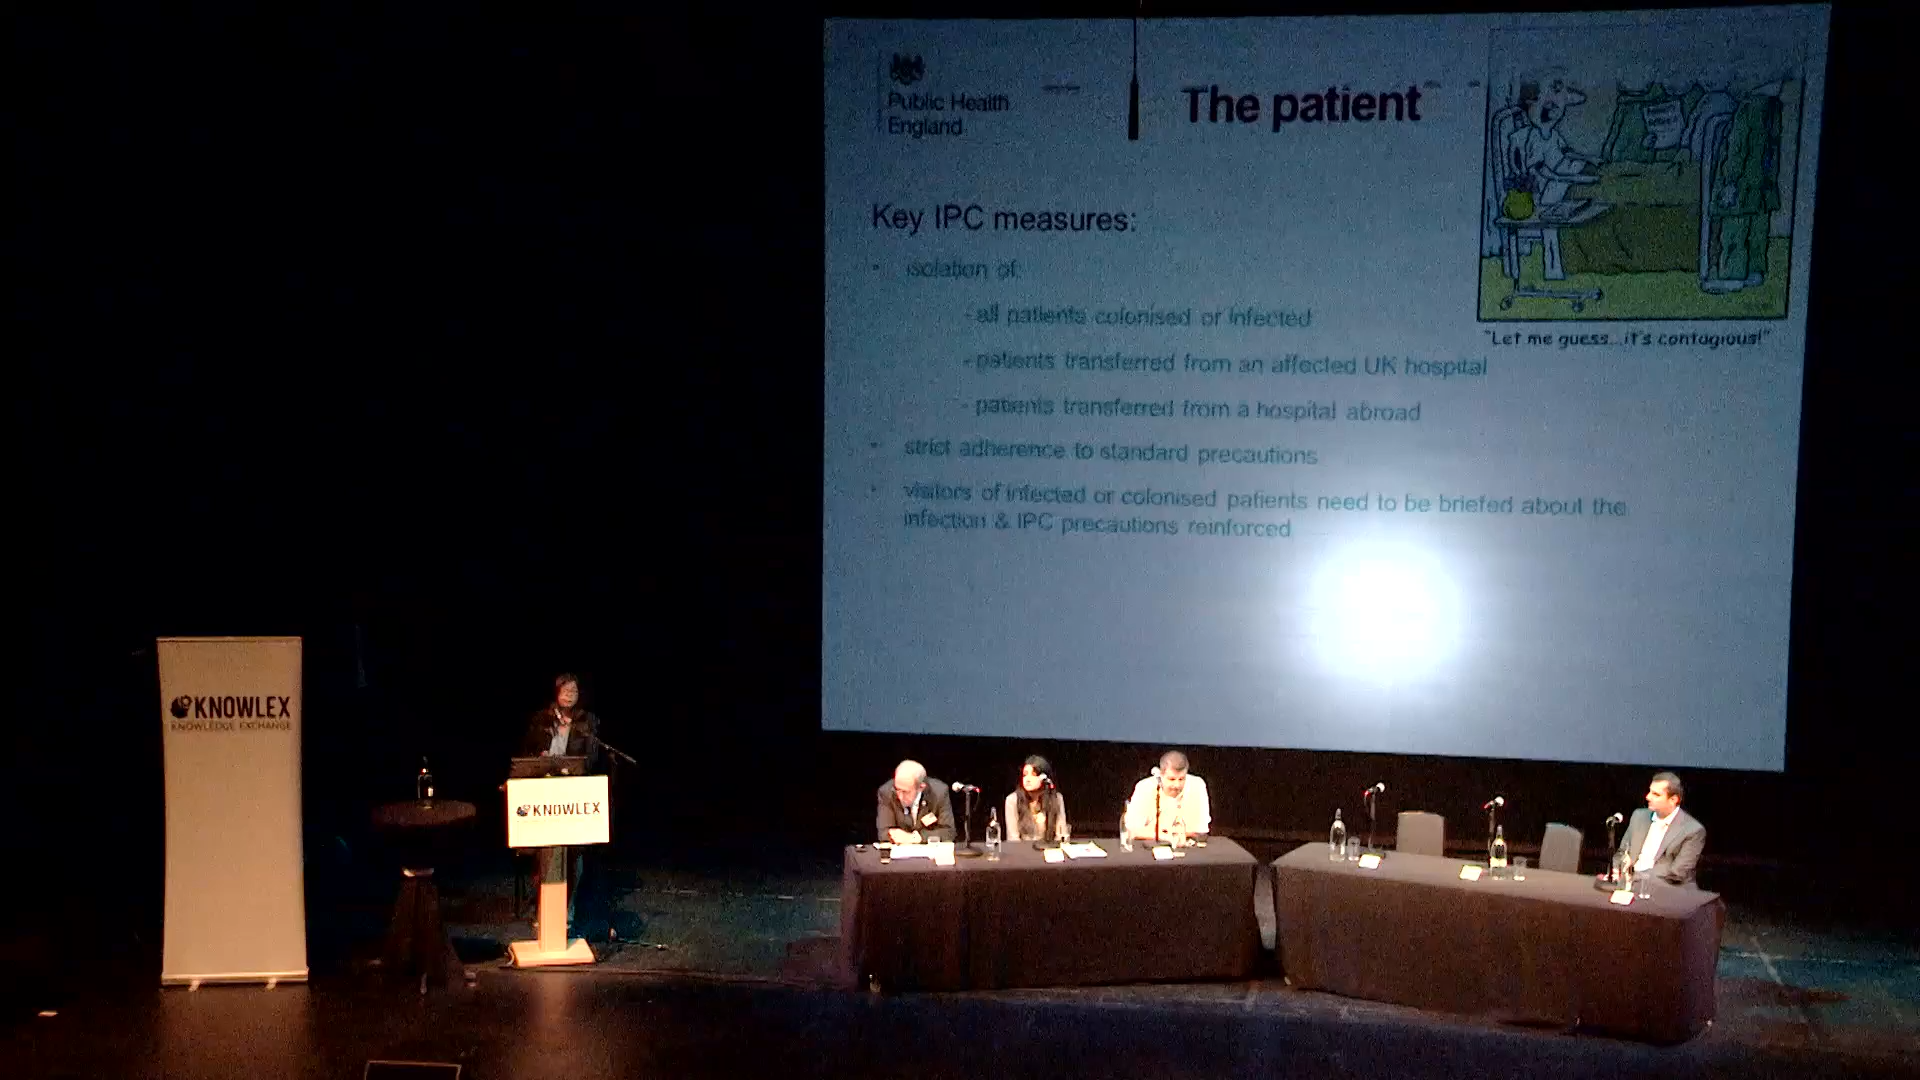 Public Health
England
The patient
Key IPC measures:
• isolation of:
- all patients colonised or infected
- patients transferred from an affected UK hospital
- patients transferred from a hospital abroad
• strict adherence to standard precautions
• visitors of infected or colonised patients need to be briefed about the
infection & IPC precautions reinforced
"Let me guess...it's contagious!"
KNOWLEX
KNOWLEDGE EXCHANGE
KNOWLEX